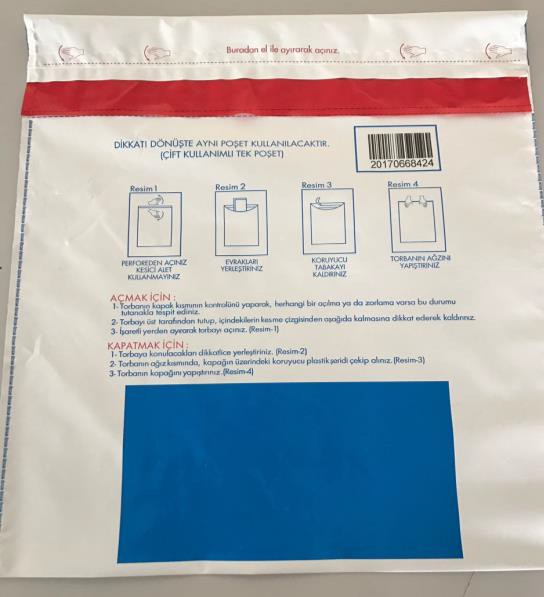 Buradan el ile ayırarak açınız.
DİKKATİ DÖNÜŞTE AYNI POŞET KULLANILACAKTIR.
(ÇİFT KULLANIMLI TEK POŞET)
20170668424
Resim 1
Resim 2
Resim 3
Resim 4
PERFOREDEN AÇINIZ
KESİCİ ALET
KULLANMAYINIZ
EVRAKLARI
YERLEŞTİRİNİZ
KORUYUCU
TABAKAYI
KALDIRINIZ
TORBANIN AĞZINI
YAPIŞTIRINIZ
AÇMAK İÇİN :
1- Torbanın kapak kısmının kontrolünü yaparak, herhangi bir açılma ya da zorlama varsa bu durumu
tutanakla tespit ediniz.
2- Torbayı üst tarafından tutup, içindekilerin kesme çizgisinden aşağıda kalmasına dikkat ederek kaldırınız.
3- İşaretli yerden ayırarak torbayı açınız. (Resim-1)
KAPATMAK İÇİN :
1- Torbaya konulacakları dikkatlice yerleştiriniz. (Resim-2)
2- Torbanın ağız kısmında, kapağın üzerindeki koruyucu plastik şeridi çekip alınız. (Resim-3)
3- Torbanın kapağını yapıştırınız. (Resim-4)